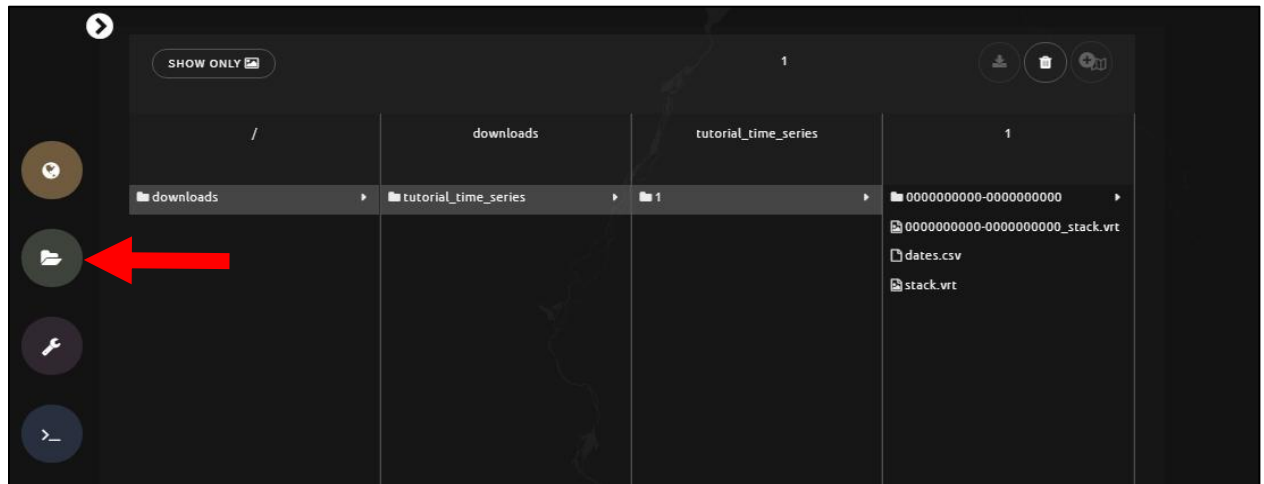 SHOW ONLY
1
/
downloads
tutorial_time_series
1
downloads
tutorial_time_series
1
0000000000-0000000000
0000000000-0000000000_stack.vrt
dates.csv
stack.vrt
>_